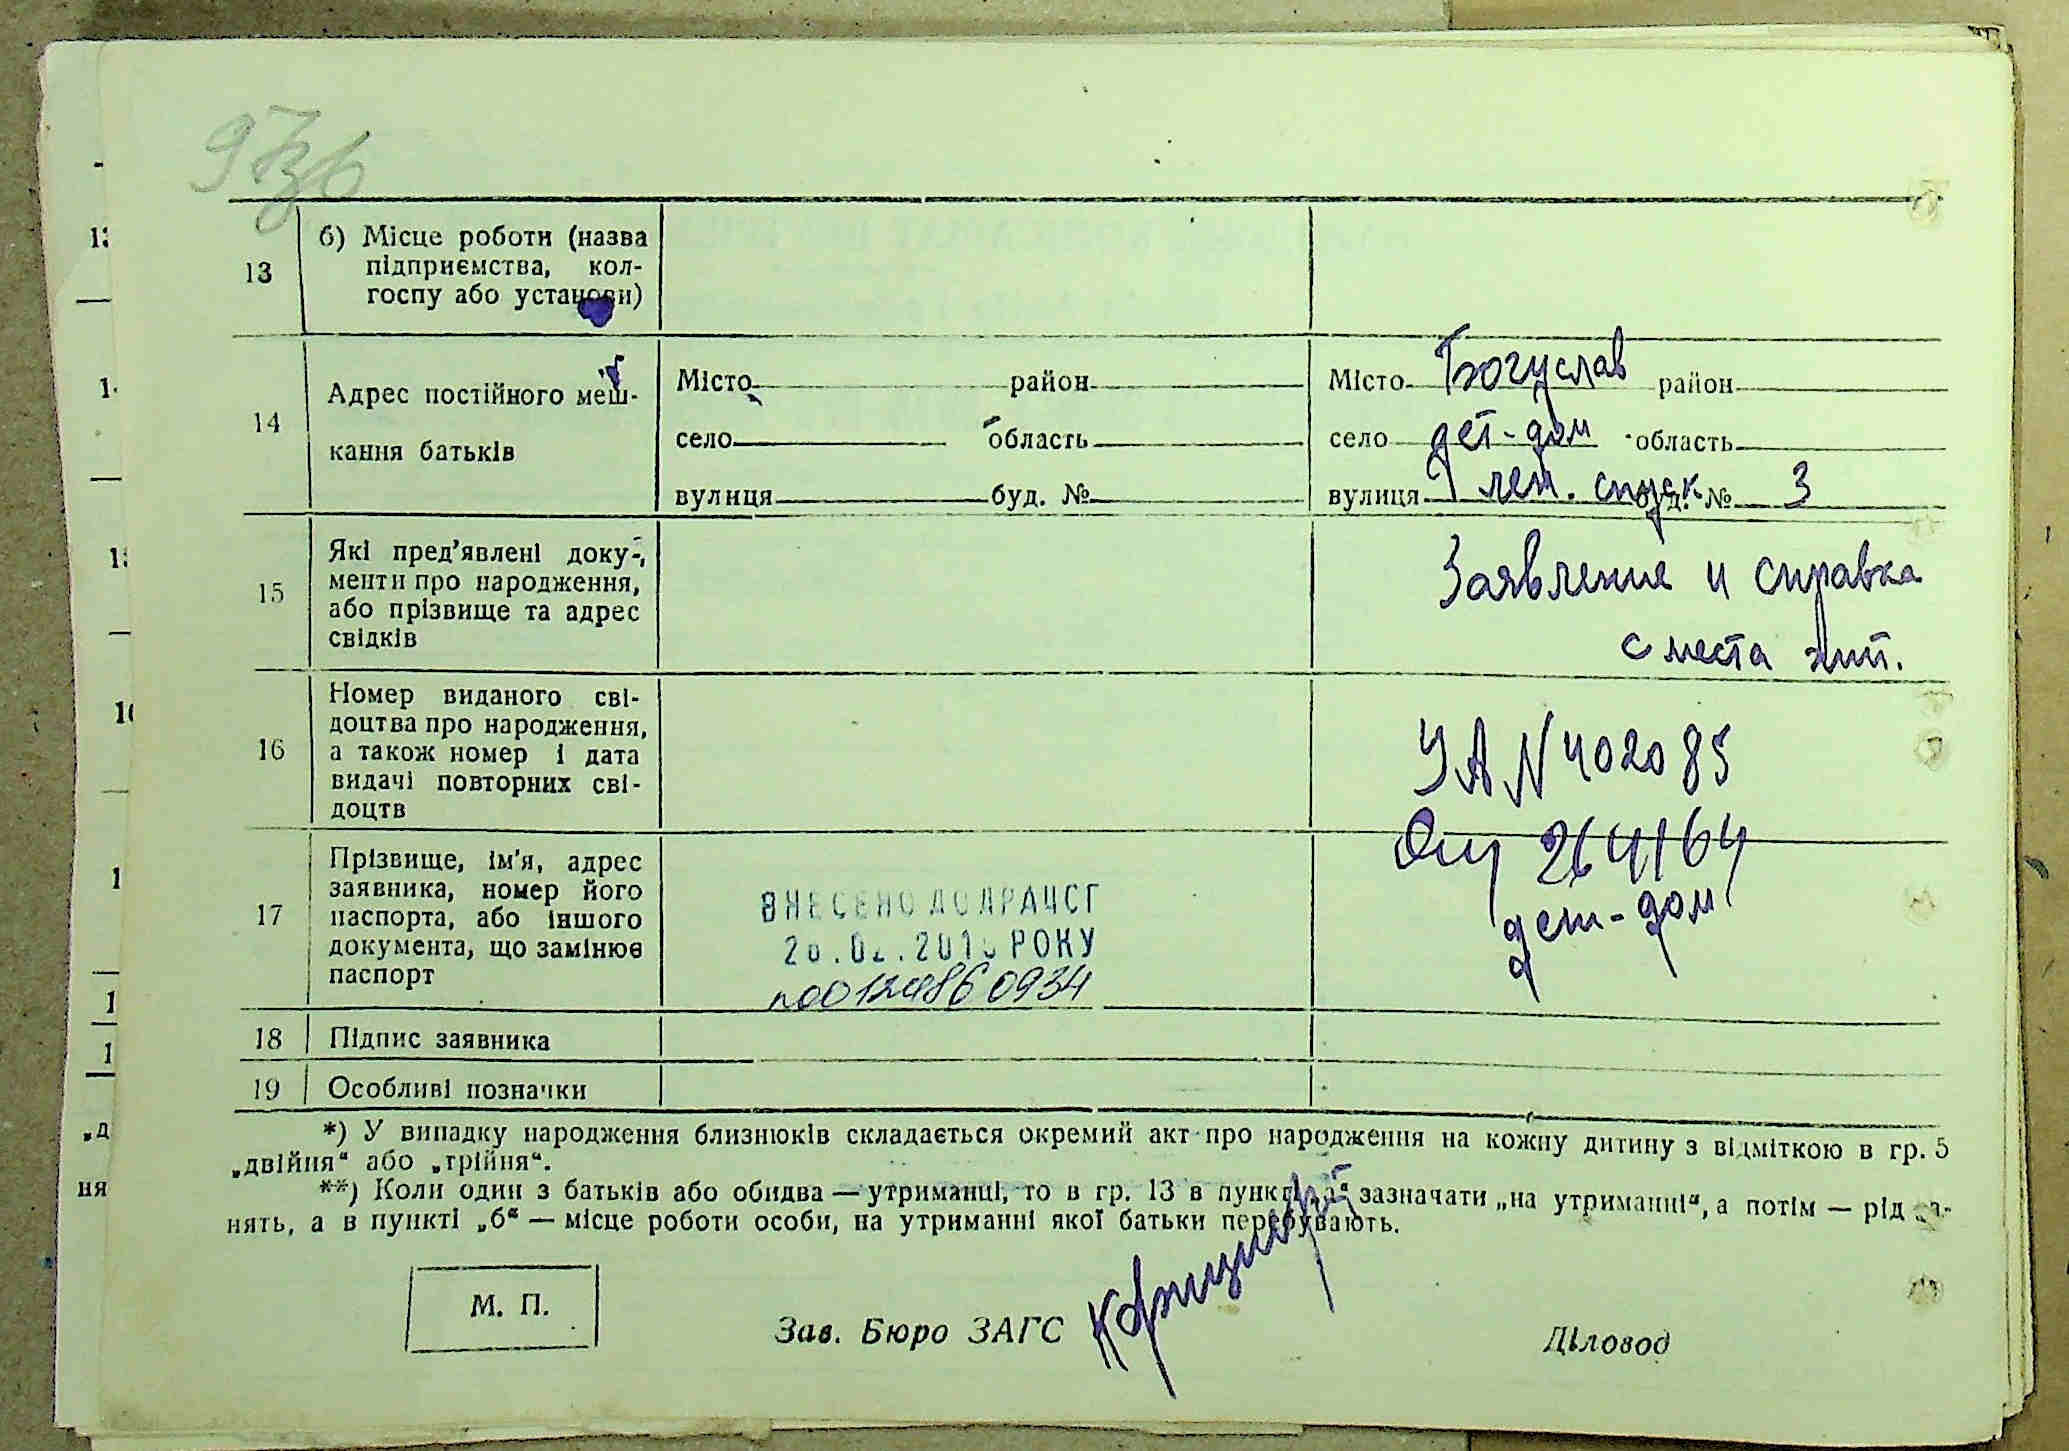 13 б) Місце роботи (назва
підприємства, кол-
госпу або установи)
14 Адрес постійного меш-
кання батьків
Місто район
село область
вулиця буд. №
Місто Богуслав район
село дет-дом область
вулиця лен. спуск буд. № 3
15 Які пред'явлені доку-
менти про народження,
або прізвище та адрес
свідків
Заявление и справка
с места жит.
16 Номер виданого сві-
доцтва про народження,
а також номер і дата
видачі повторних сві-
доцтв
УА N 402085
264164
17 Прізвище, ім'я, адрес
заявника, номер його
паспорта, або іншого
документа, що замінює
паспорт
ВНЕСЕНО ДО ДРАЦСГ
РОКУ
дет-дом
18 Підпис заявника
19 Особливі позначки
*) У випадку народження близнюків складається окремий акт про народження на кожну дитину з відміткою в гр. 5
„двійня“ або „трійня“.
**) Коли один з батьків або обидва — утриманці, то в гр. 13 в пункті „а“ зазначати „на утриманні“, а потім — рід за-
нять, а в пункті „б“ — місце роботи особи, на утриманні якої батьки перебувають.
М. П.
Зав. Бюро ЗАГС
Діловод